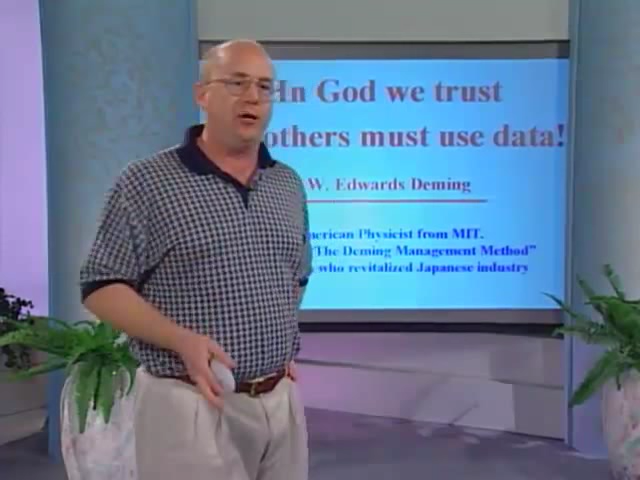 In God we trust
others must use data!
W. Edwards Deming
Physicist from MIT.
"The Deming Management Method"
who revitalized Japanese industry